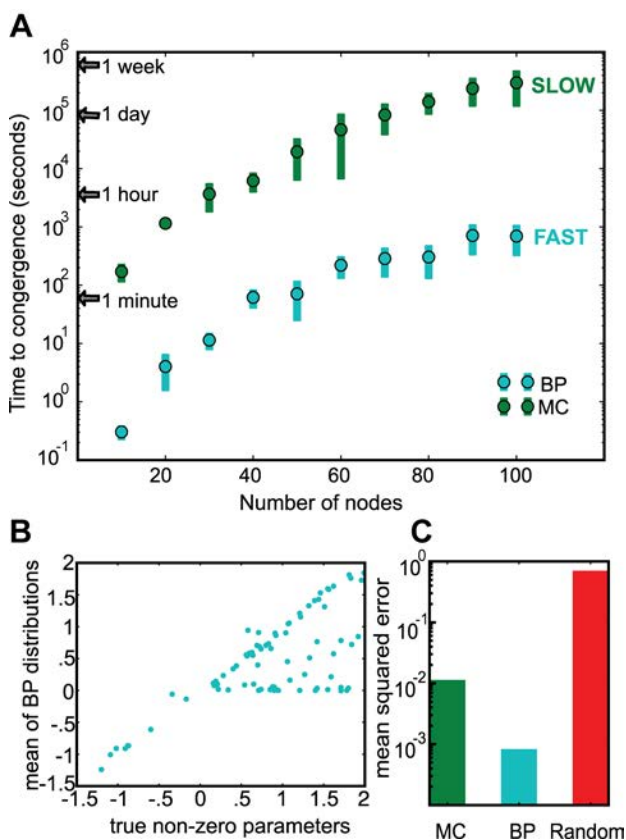 A
10^6
1 week
SLOW
10^5
1 day
10^4
1 hour
10^3
FAST
10^2
1 minute
10^1
10^0
BP
MC
10^-1
Time to congergence (seconds)
20
40
60
80
100
Number of nodes
B
2
1.5
1
.5
0
-.5
-1
-1.5
mean of BP distributions
-1.5
-1
-.5
0
.5
1
1.5
2
true non-zero parameters
C
10^0
10^-1
10^-2
10^-3
mean squared error
MC
BP
Random